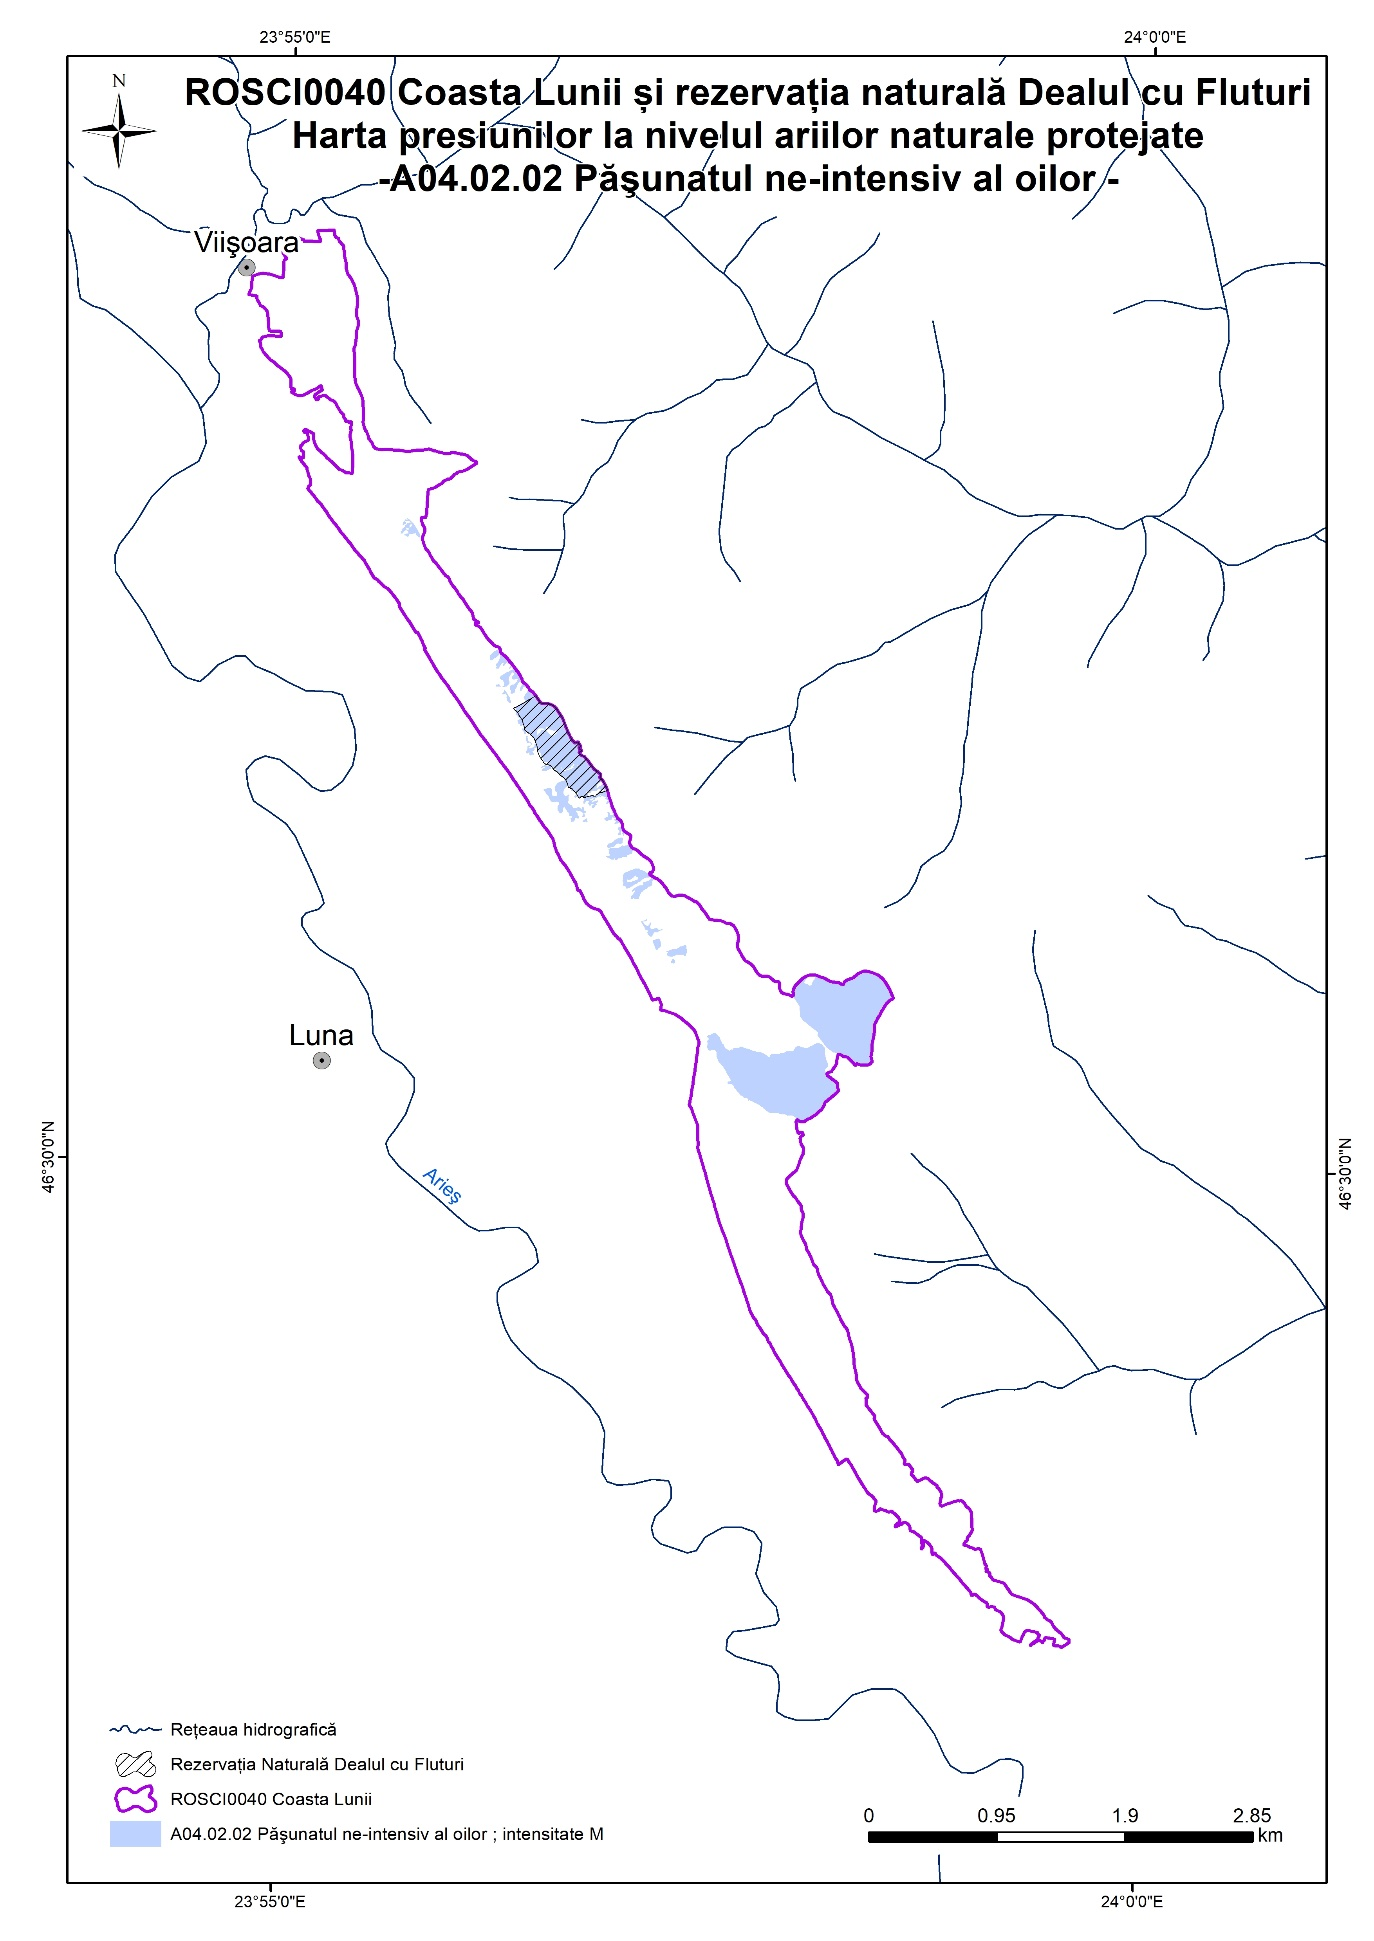 23°55'0"E
24°0'0"E
N
ROSCI0040 Coasta Lunii și rezervația naturală Dealul cu Fluturi
Harta presiunilor la nivelul ariilor naturale protejate
-A04.02.02 Pășunatul ne-intensiv al oilor -
Viişoara
Luna
46°30'0"N
46°30'0"N
Arieş
Rețeaua hidrografică
Rezervația Naturală Dealul cu Fluturi
ROSCI0040 Coasta Lunii
A04.02.02 Pășunatul ne-intensiv al oilor ; intensitate M
0 0.95 1.9 2.85
km
23°55'0"E
24°0'0"E